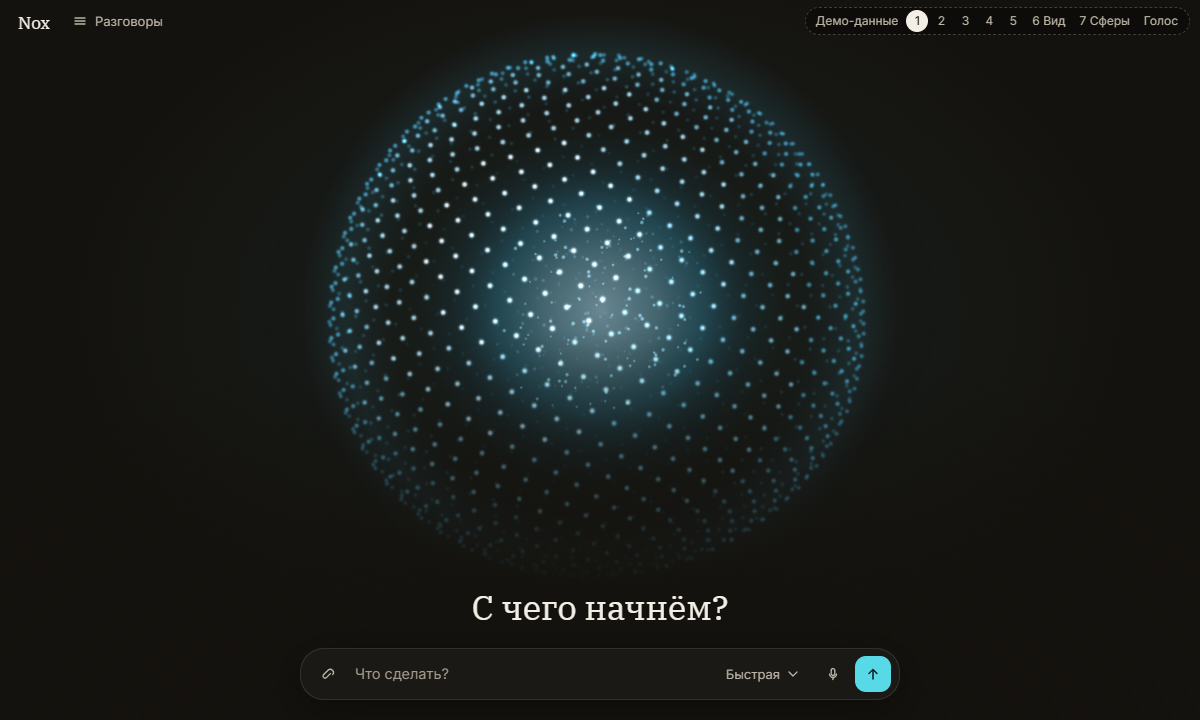 Nox
Разговоры
Демо-данные 1 2 3 4 5 6 Вид 7 Сферы Голос
С чего начнём?
Что сделать?
Быстрая